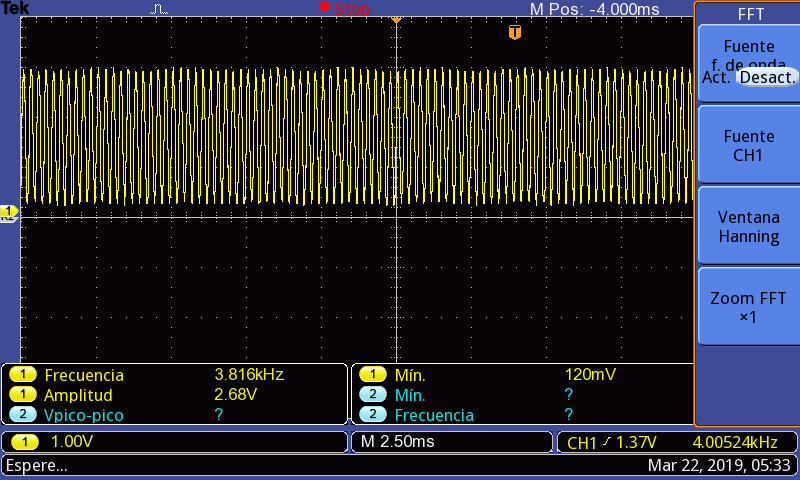 Tek
Stop
M Pos: -4.000ms
FFT
T
Fuente
f. de onda
Act. Desact.
Fuente
CH1
Ventana
Hanning
Zoom FFT
×1
1
1 Frecuencia 3.816kHz
1 Amplitud 2.68V
2 Vpico-pico ?
1 Mín. 120mV
2 Mín. ?
2 Frecuencia ?
1 1.00V
M 2.50ms
CH1 1.37V 4.00524kHz
Espere...
Mar 22, 2019, 05:33